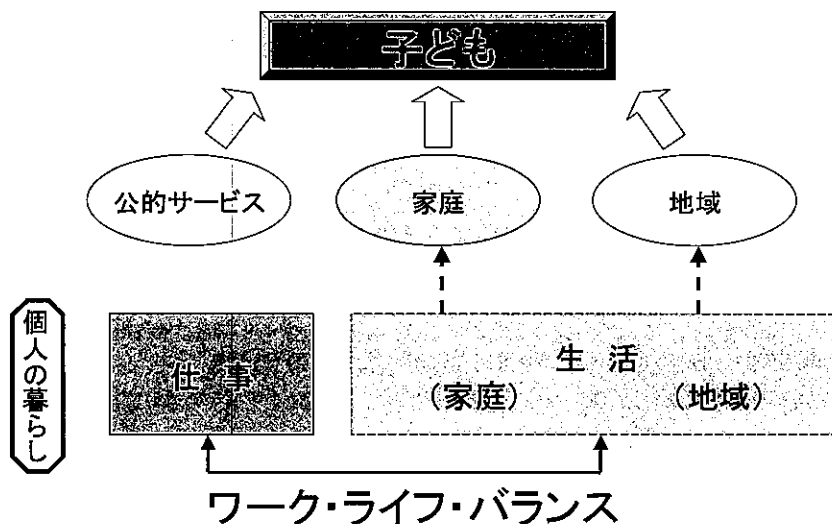 子ども
公的サービス
家庭
地域
個人の暮らし
仕事
生活
(家庭)
(地域)
ワーク・ライフ・バランス